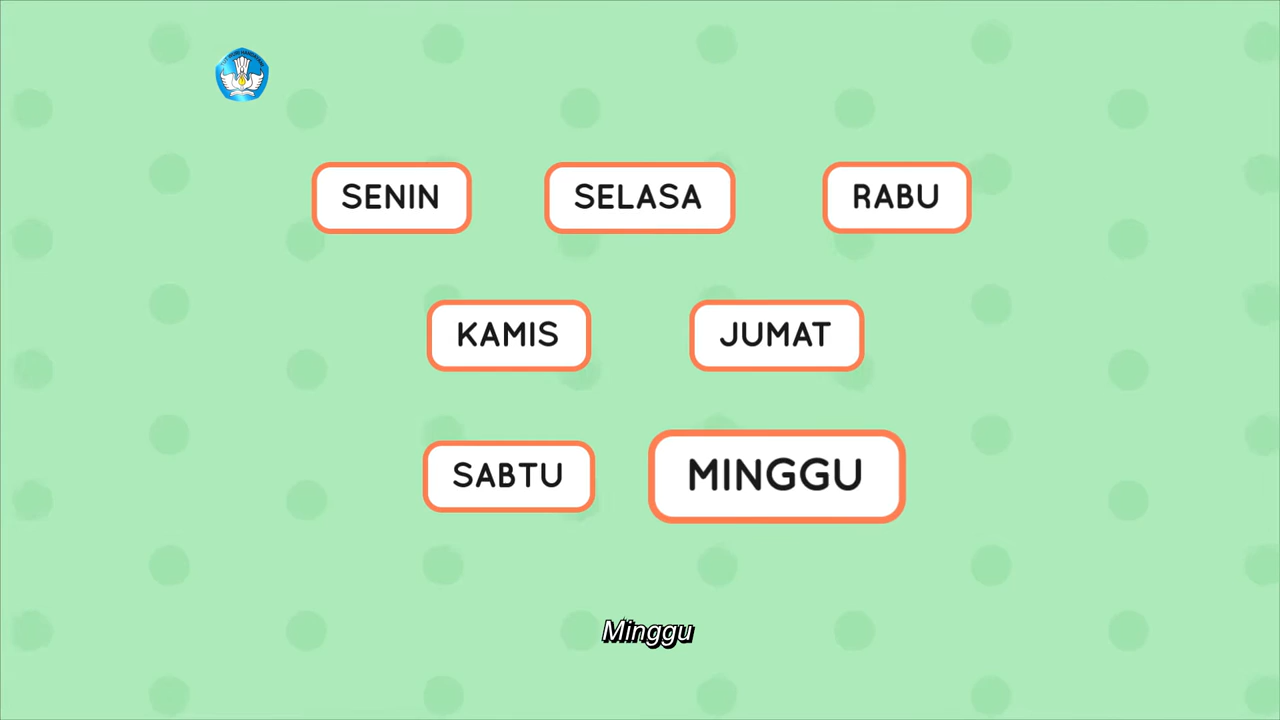 SENIN SELASA RABU
KAMIS JUMAT
SABTU MINGGU
Minggu